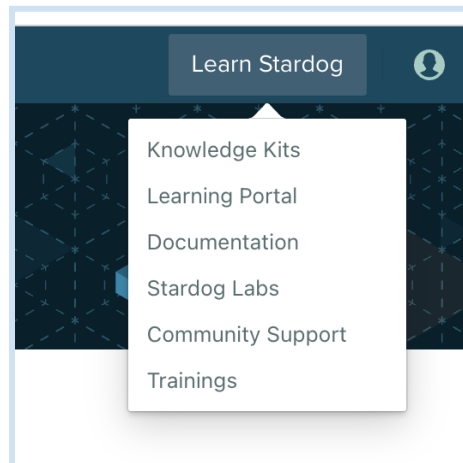 Learn Stardog
Knowledge Kits
Learning Portal
Documentation
Stardog Labs
Community Support
Trainings